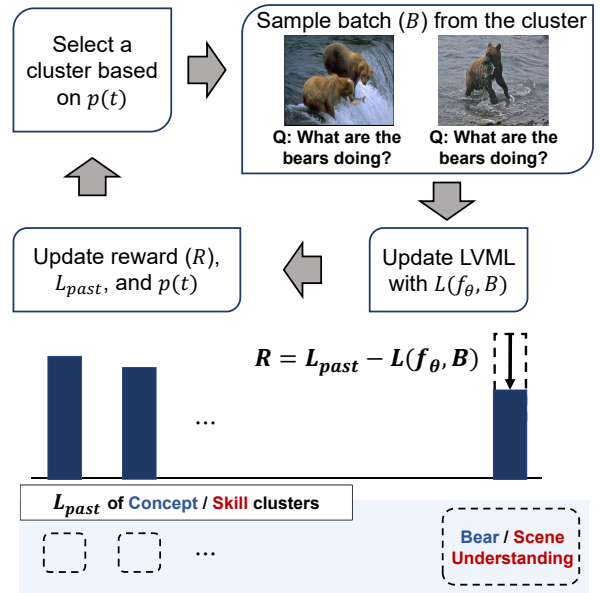 Select a
cluster based
on p(t)
Sample batch (B) from the cluster
Q: What are the
bears doing?
Q: What are the
bears doing?
Update reward (R),
L_past, and p(t)
Update LVML
with L(f_θ, B)
R = L_past − L(f_θ, B)
...
L_past of Concept / Skill clusters
...
Bear / Scene
Understanding